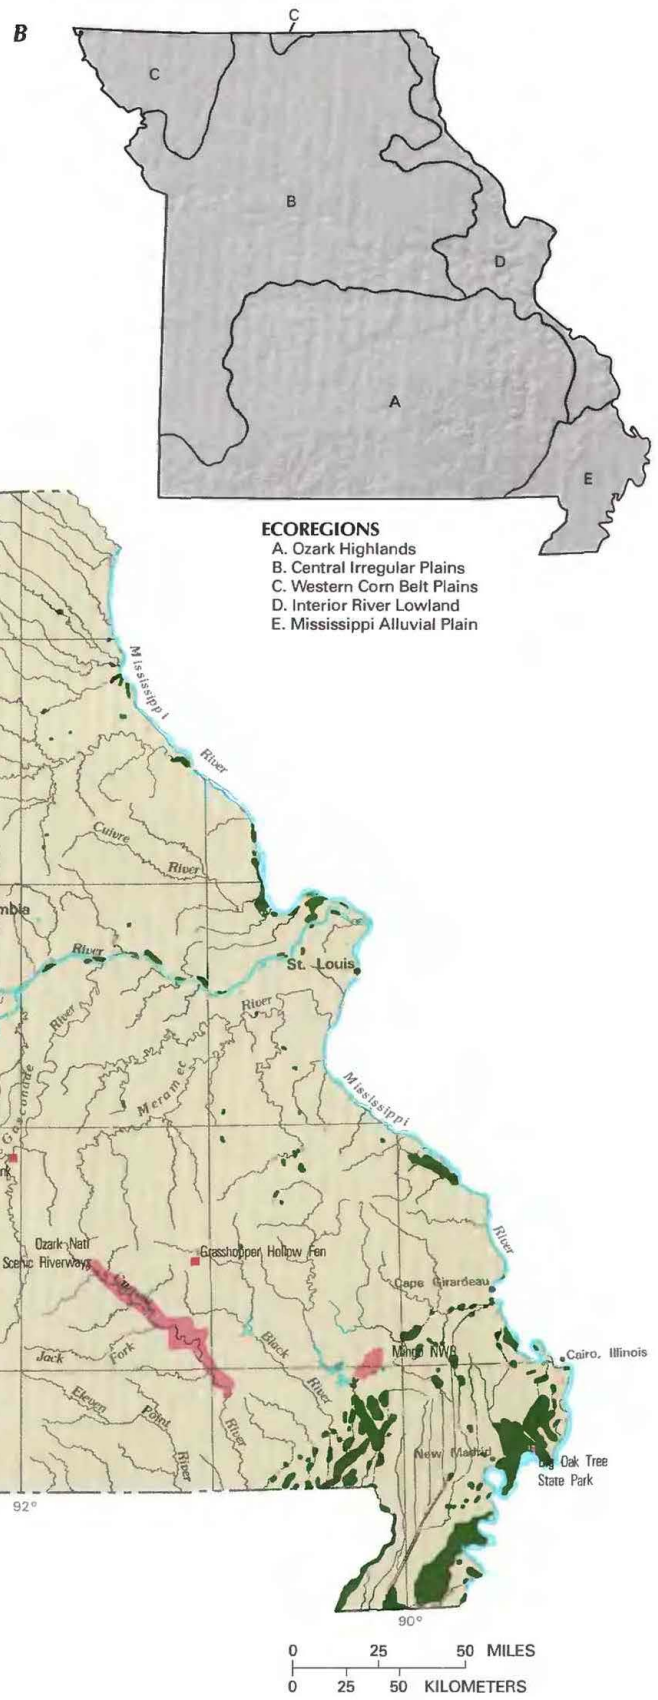 B
C
C
B
D
A
E
ECOREGIONS
A. Ozark Highlands
B. Central Irregular Plains
C. Western Corn Belt Plains
D. Interior River Lowland
E. Mississippi Alluvial Plain
Mississippi
River
Cuivre
River
mbia
River
St. Louis
River
River
Gasconade
Meramec
Mississippi
Ozark Natl
Scenic Riverways
Grasshopper Hollow Fen
River
Cape Girardeau
Current
Black
Mingo NWR
Cairo, Illinois
Jack
Fork
River
Eleven
Point
River
River
New Madrid
Big Oak Tree
State Park
92°
90°
0 25 50 MILES
0 25 50 KILOMETERS